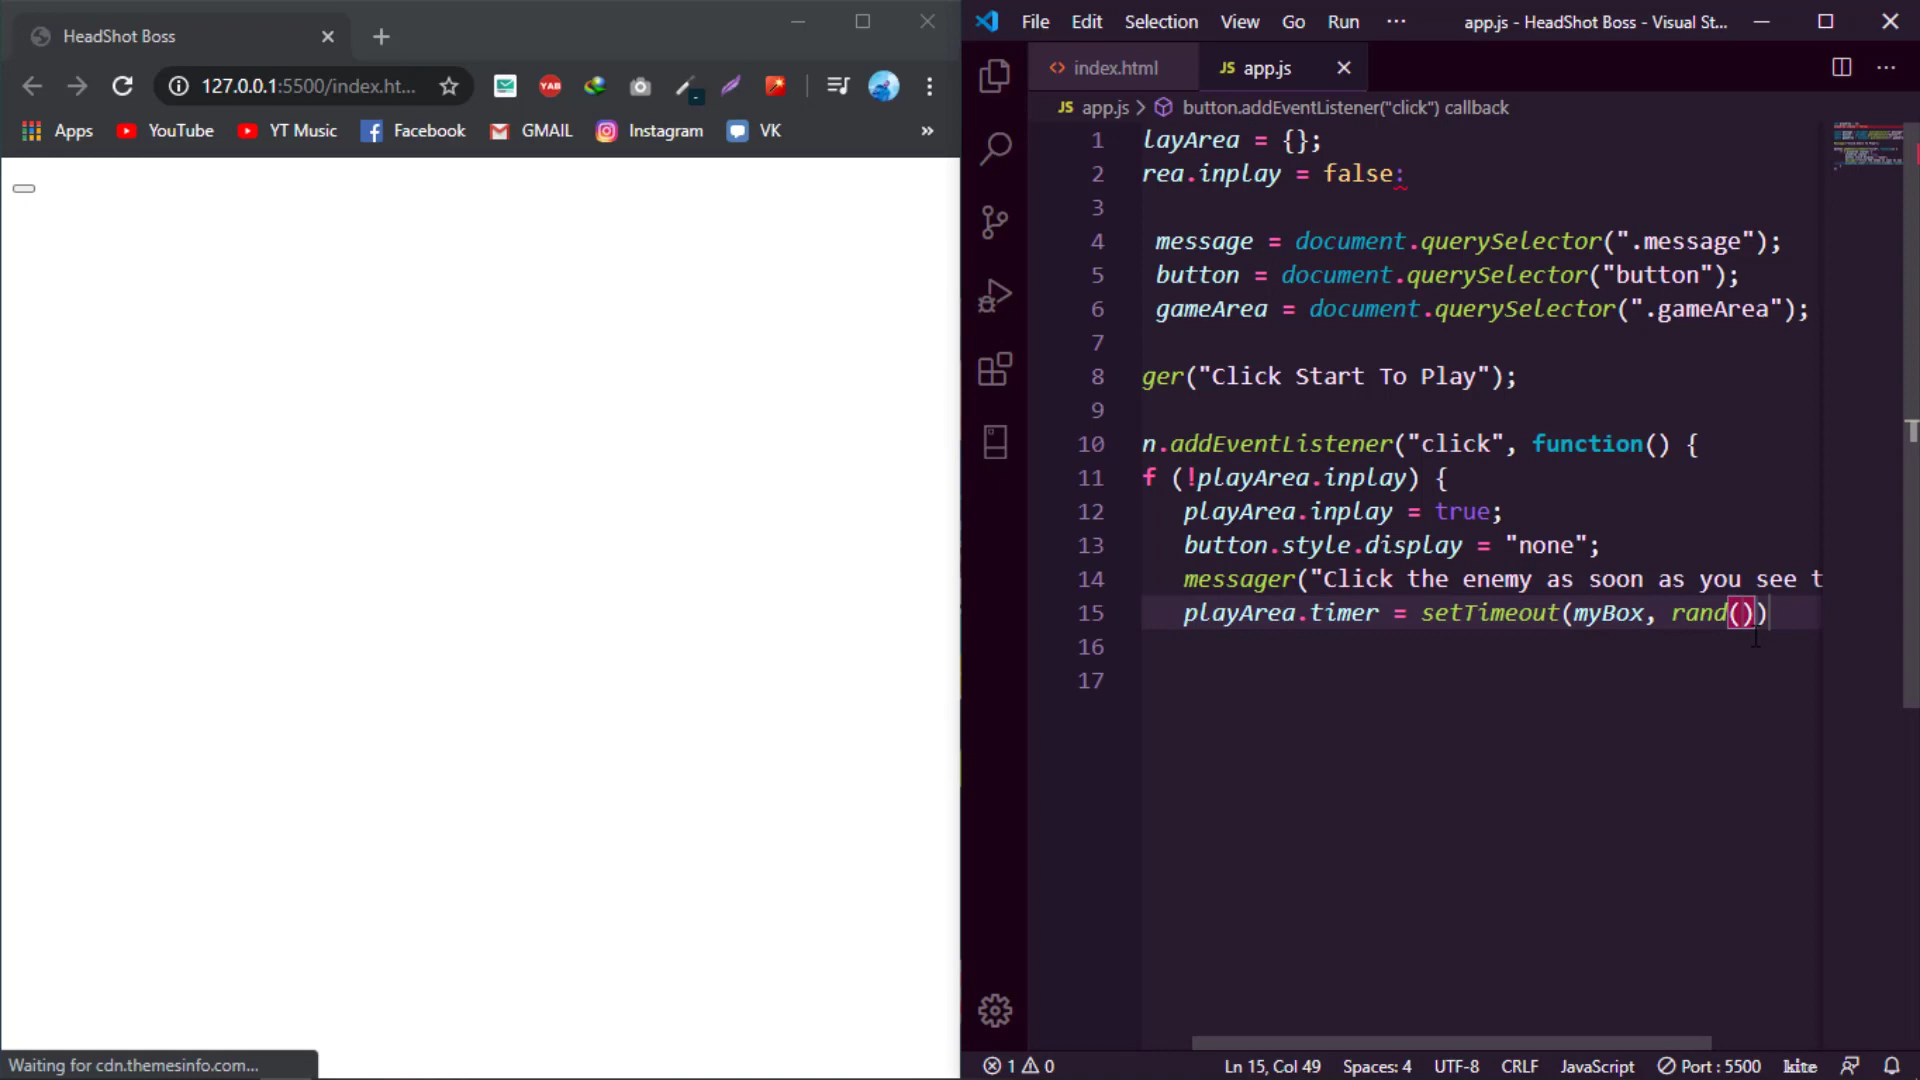 HeadShot Boss
127.0.0.1:5500/index.ht...
Apps YouTube YT Music Facebook GMAIL Instagram VK »
Waiting for cdn.themesinfo.com...
File Edit Selection View Go Run ··· app.js - HeadShot Boss - Visual St...
<> index.html JS app.js
JS app.js > button.addEventListener("click") callback
1 layArea = {};
2 rea.inplay = false:
3
4 message = document.querySelector(".message");
5 button = document.querySelector("button");
6 gameArea = document.querySelector(".gameArea");
7
8 ger("Click Start To Play");
9
10 n.addEventListener("click", function() {
11 f (!playArea.inplay) {
12 playArea.inplay = true;
13 button.style.display = "none";
14 messager("Click the enemy as soon as you see t
15 playArea.timer = setTimeout(myBox, rand())
16
17
1 0 Ln 15, Col 49 Spaces: 4 UTF-8 CRLF JavaScript Port : 5500 kite